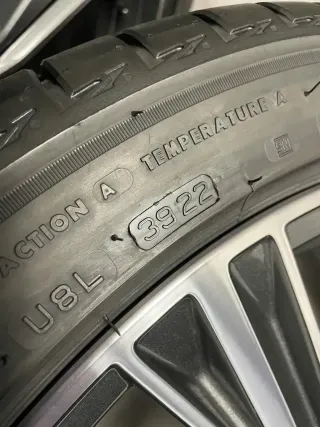 ACTION A TEMPERATURE A
U8L 3922